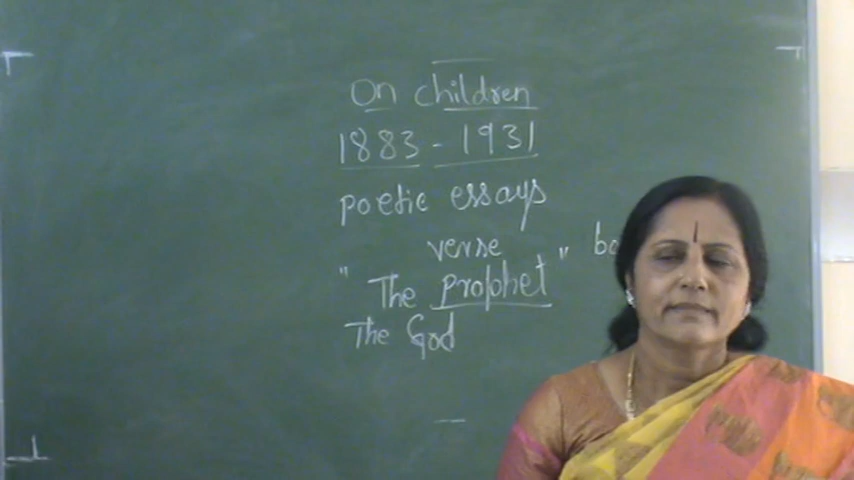 On children
1883 - 1931
poetic essays
verse
" The prophet "
The God